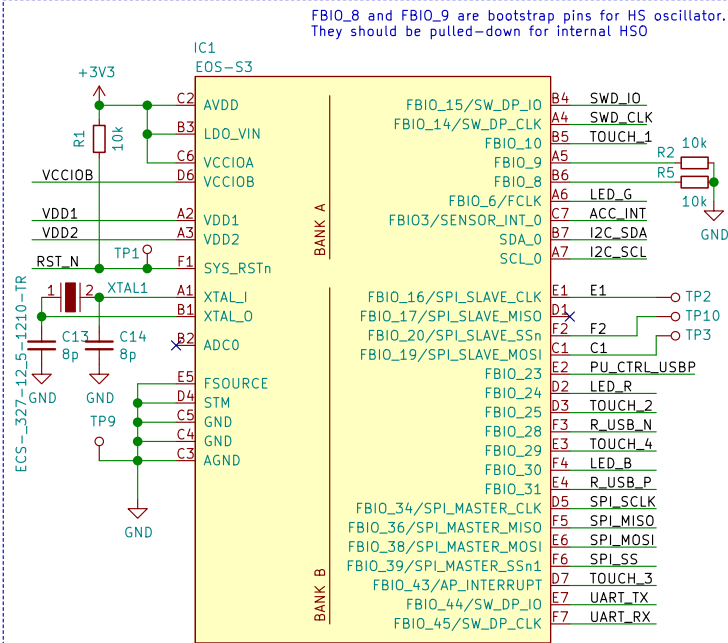 FBIO_8 and FBIO_9 are bootstrap pins for HS oscillator.
They should be pulled-down for internal HSO
IC1
EOS-S3
+3V3
R1
10k
VCCIOB
VDD1
VDD2
RST_N
TP1
1
2
XTAL1
ECS-_327-12_5-1210-TR
C13
8p
C14
8p
GND
GND
TP9
GND
C2 AVDD
B3 LDO_VIN
C6 VCCIOA
D6 VCCIOB
A2 VDD1
A3 VDD2
F1 SYS_RSTn
A1 XTAL_I
B1 XTAL_O
B2 ADC0
E5 FSOURCE
D4 STM
C5 GND
C4 GND
C3 AGND
BANK A
BANK B
FBIO_15/SW_DP_IO B4 SWD_IO
FBIO_14/SW_DP_CLK A4 SWD_CLK
FBIO_10 B5 TOUCH_1
FBIO_9 A5
FBIO_8 B6
FBIO_6/FCLK A6 LED_G
FBIO3/SENSOR_INT_0 C7 ACC_INT
SDA_0 B7 I2C_SDA
SCL_0 A7 I2C_SCL
R2 10k
R5
10k
GND
FBIO_16/SPI_SLAVE_CLK E1 E1 TP2
FBIO_17/SPI_SLAVE_MISO D1 TP10
FBIO_20/SPI_SLAVE_SSn F2 F2 TP3
FBIO_19/SPI_SLAVE_MOSI C1 C1
FBIO_23 E2 PU_CTRL_USBP
FBIO_24 D2 LED_R
FBIO_25 D3 TOUCH_2
FBIO_28 F3 R_USB_N
FBIO_29 E3 TOUCH_4
FBIO_30 F4 LED_B
FBIO_31 E4 R_USB_P
FBIO_34/SPI_MASTER_CLK D5 SPI_SCLK
FBIO_36/SPI_MASTER_MISO F5 SPI_MISO
FBIO_38/SPI_MASTER_MOSI E6 SPI_MOSI
FBIO_39/SPI_MASTER_SSn1 F6 SPI_SS
FBIO_43/AP_INTERRUPT D7 TOUCH_3
FBIO_44/SW_DP_IO E7 UART_TX
FBIO_45/SW_DP_CLK F7 UART_RX